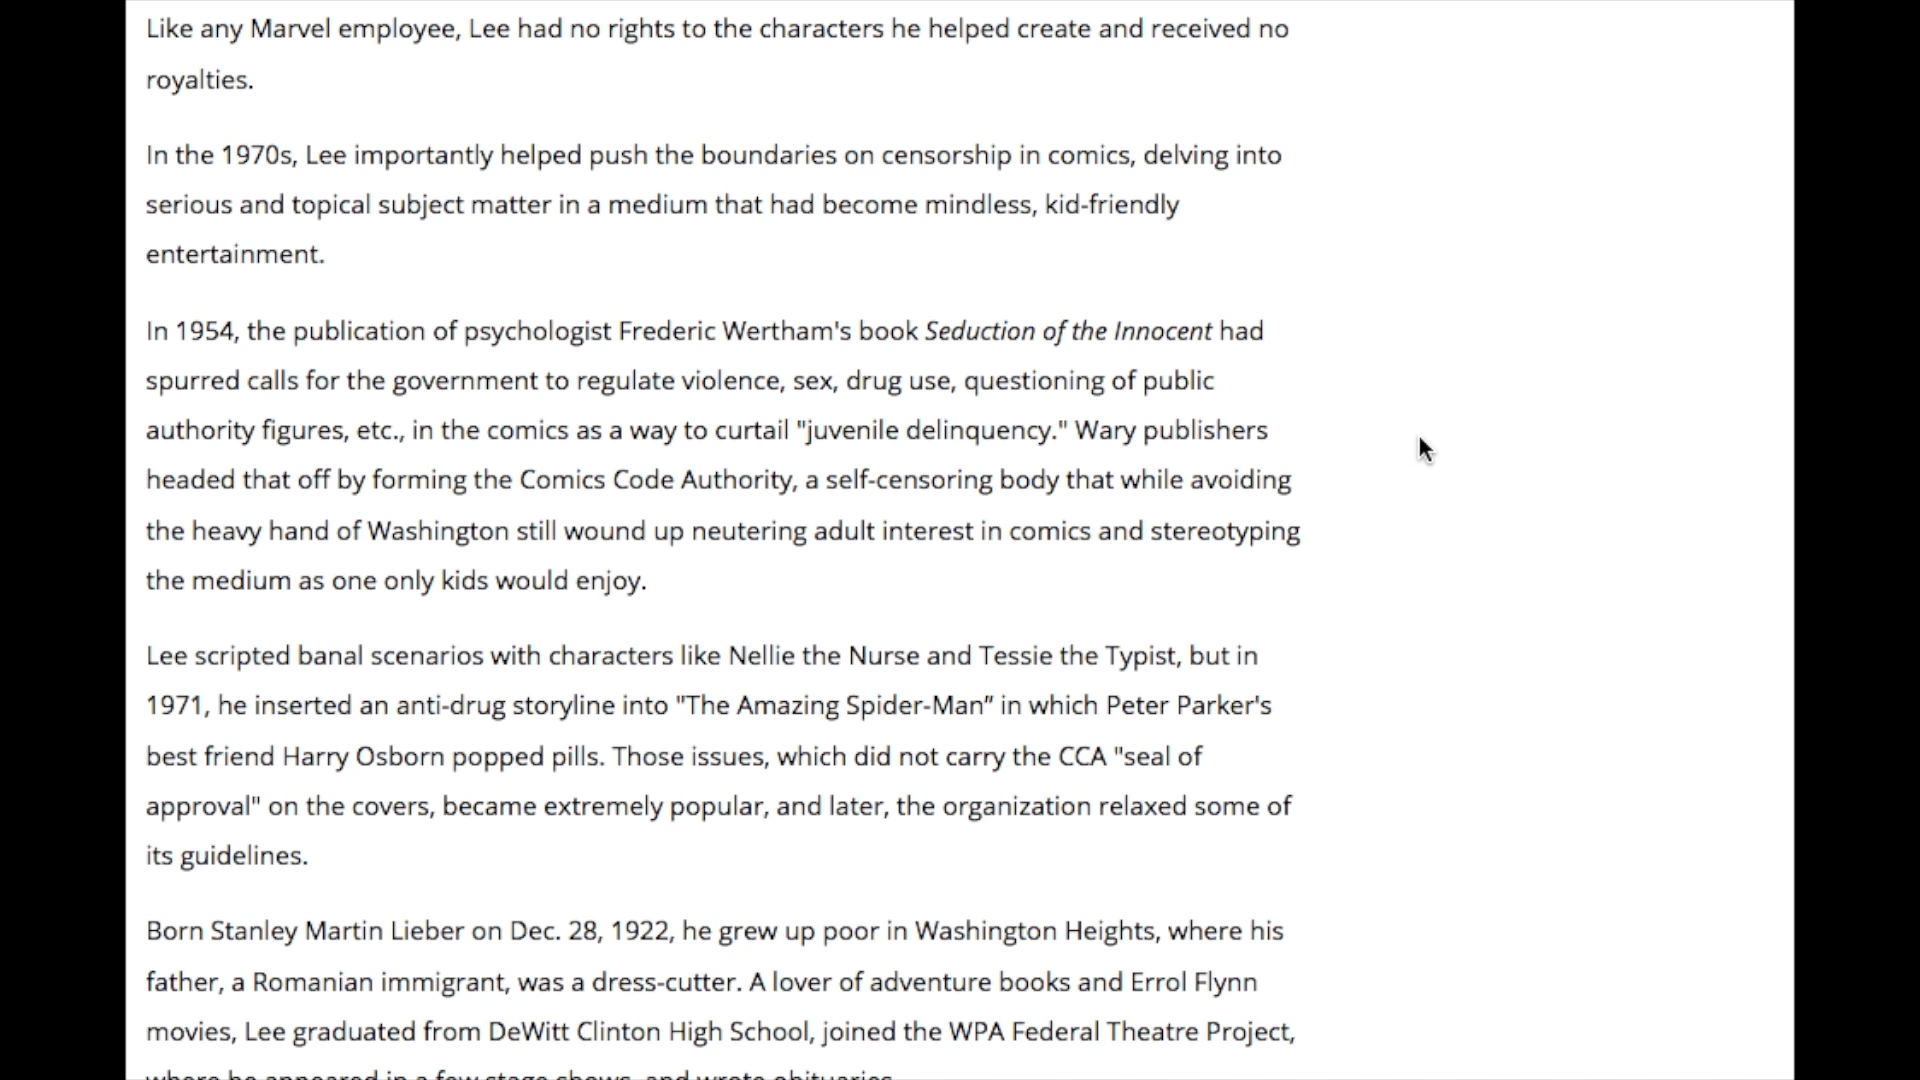 Like any Marvel employee, Lee had no rights to the characters he helped create and received no
royalties.
In the 1970s, Lee importantly helped push the boundaries on censorship in comics, delving into
serious and topical subject matter in a medium that had become mindless, kid-friendly
entertainment.
In 1954, the publication of psychologist Frederic Wertham's book Seduction of the Innocent had
spurred calls for the government to regulate violence, sex, drug use, questioning of public
authority figures, etc., in the comics as a way to curtail "juvenile delinquency." Wary publishers
headed that off by forming the Comics Code Authority, a self-censoring body that while avoiding
the heavy hand of Washington still wound up neutering adult interest in comics and stereotyping
the medium as one only kids would enjoy.
Lee scripted banal scenarios with characters like Nellie the Nurse and Tessie the Typist, but in
1971, he inserted an anti-drug storyline into "The Amazing Spider-Man” in which Peter Parker's
best friend Harry Osborn popped pills. Those issues, which did not carry the CCA "seal of
approval" on the covers, became extremely popular, and later, the organization relaxed some of
its guidelines.
Born Stanley Martin Lieber on Dec. 28, 1922, he grew up poor in Washington Heights, where his
father, a Romanian immigrant, was a dress-cutter. A lover of adventure books and Errol Flynn
movies, Lee graduated from DeWitt Clinton High School, joined the WPA Federal Theatre Project,
where he appeared in a few stage shows, and wrote obituaries.